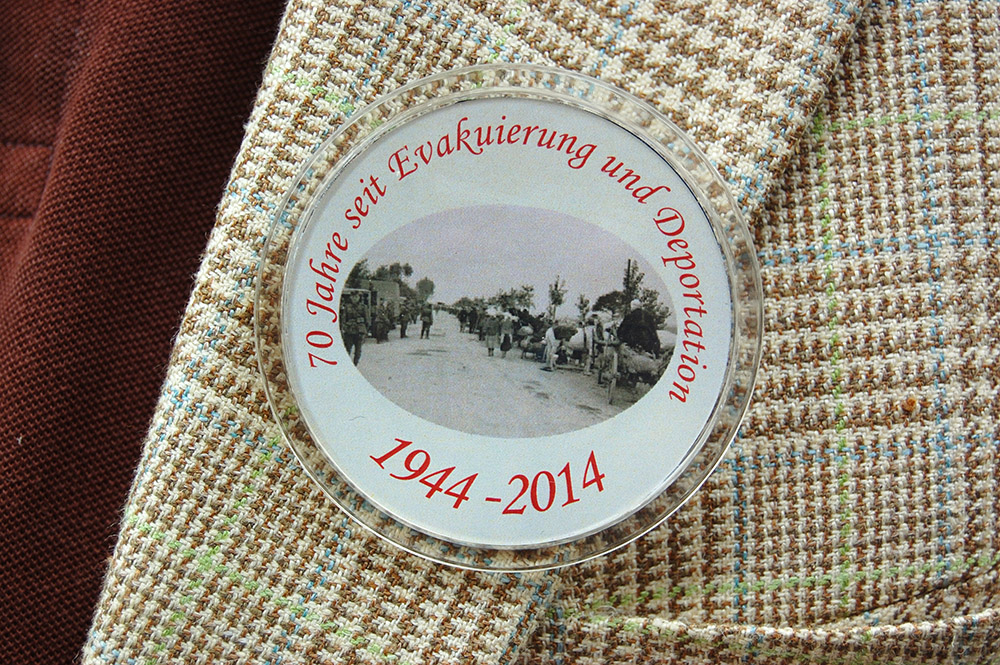 70 Jahre seit Evakuierung und Deportation
1944 - 2014